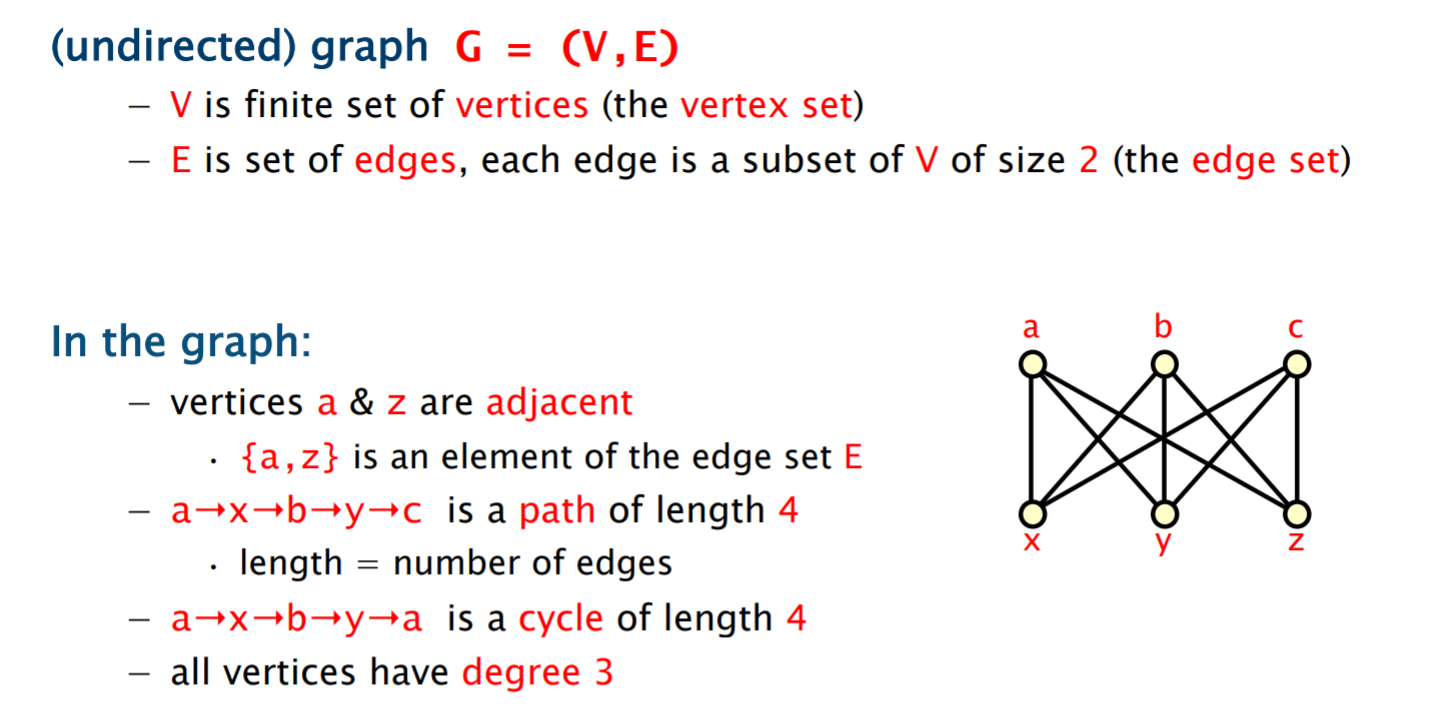 (undirected) graph G = (V,E)
– V is finite set of vertices (the vertex set)
– E is set of edges, each edge is a subset of V of size 2 (the edge set)
In the graph:
– vertices a & z are adjacent
· {a,z} is an element of the edge set E
– a→x→b→y→c is a path of length 4
· length = number of edges
– a→x→b→y→a is a cycle of length 4
– all vertices have degree 3
a b c
x y z